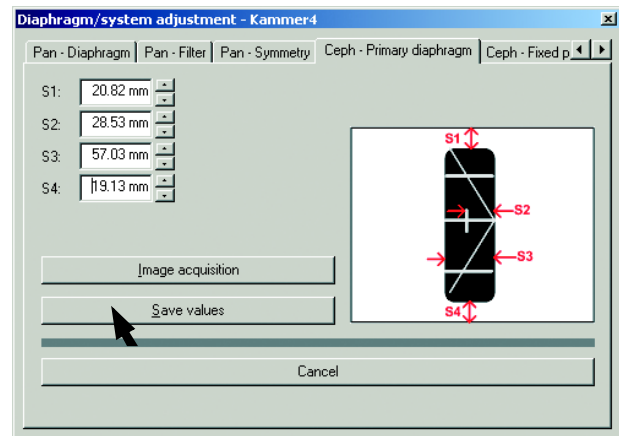 Diaphragm/system adjustment - Kammer4
Pan - Diaphragm Pan - Filter Pan - Symmetry Ceph - Primary diaphragm Ceph - Fixed p
S1: 20.82 mm
S2: 28.53 mm
S3: 57.03 mm
S4: 19.13 mm
S1
S2
S3
S4
Image acquisition
Save values
Cancel